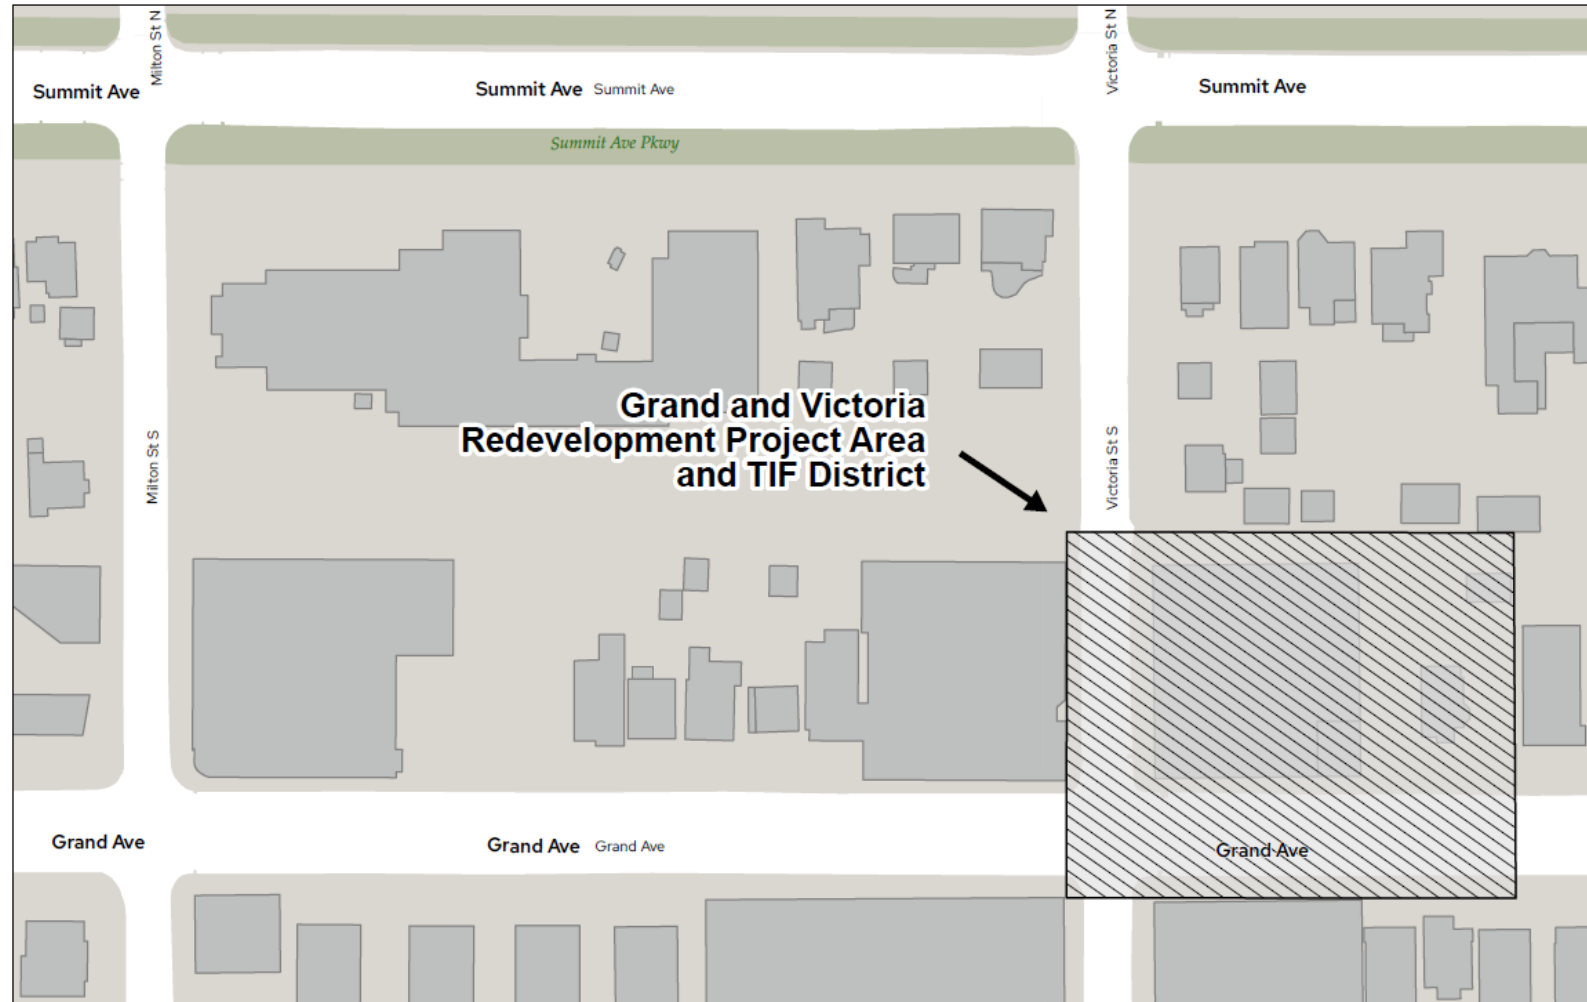 Milton St N
Victoria St N
Summit Ave
Summit Ave Summit Ave
Summit Ave
Summit Ave Pkwy
Grand and Victoria
Redevelopment Project Area
and TIF District
Milton St S
Victoria St S
Grand Ave
Grand Ave Grand Ave
Grand Ave